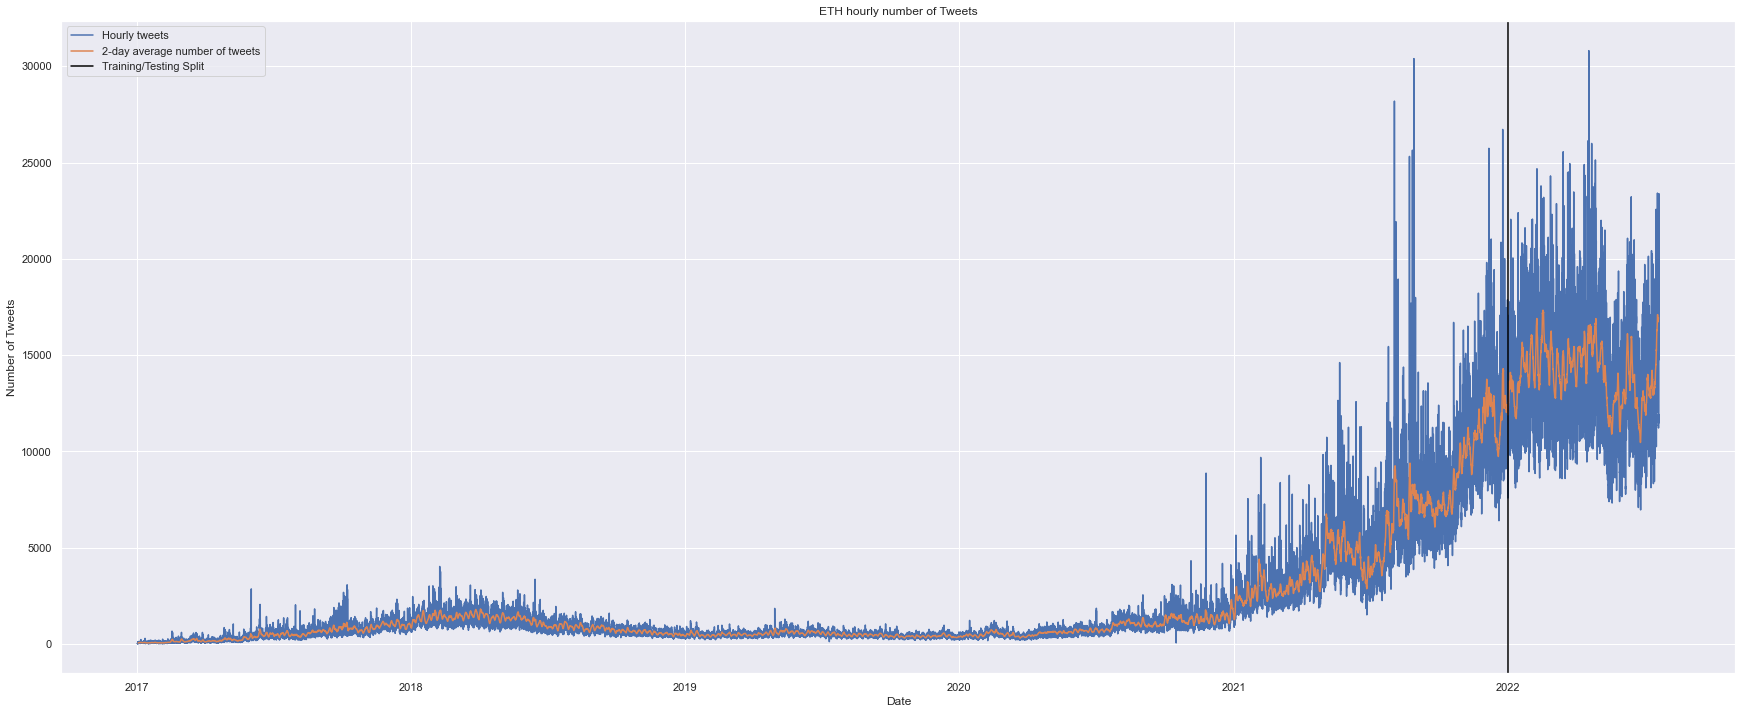 ETH hourly number of Tweets
Hourly tweets
2-day average number of tweets
Training/Testing Split
Number of Tweets
30000
25000
20000
15000
10000
5000
0
2017
2018
2019
2020
2021
2022
Date